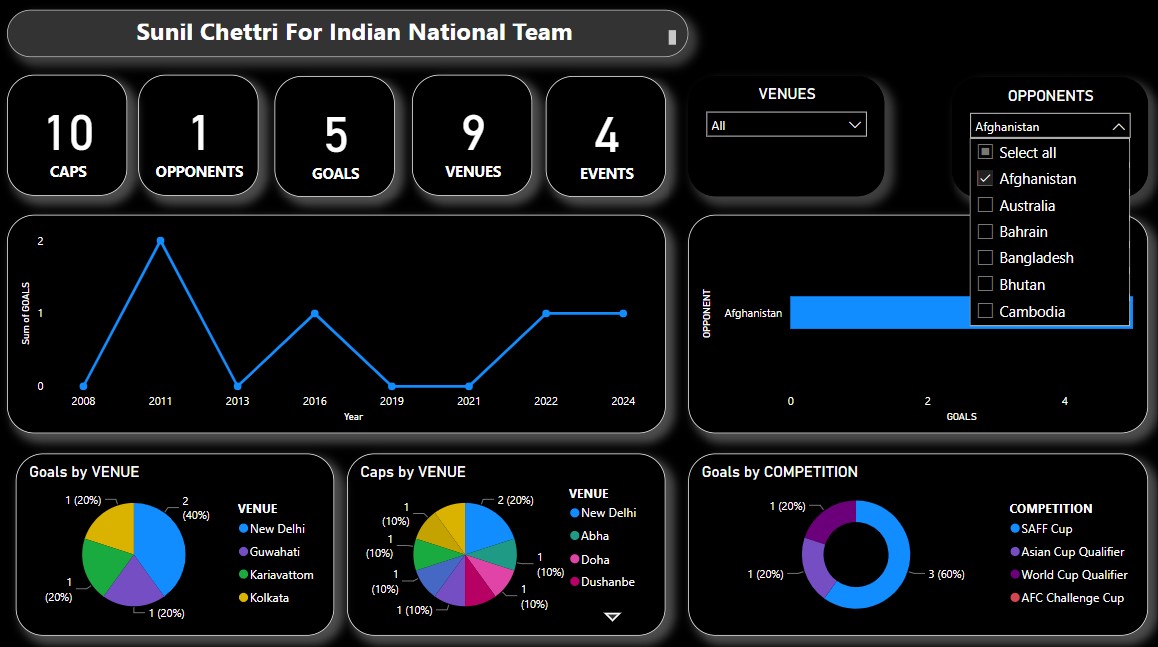 Sunil Chettri For Indian National Team
10
CAPS
1
OPPONENTS
5
GOALS
9
VENUES
4
EVENTS
VENUES
All
OPPONENTS
Afghanistan
Select all
Afghanistan
Australia
Bahrain
Bangladesh
Bhutan
Cambodia
Sum of GOALS
2
1
0
2008 2011 2013 2016 2019 2021 2022 2024
Year
OPPONENT
Afghanistan
0 2 4
GOALS
Goals by VENUE
1 (20%)
2
(40%)
1
(20%)
1 (20%)
VENUE
New Delhi
Guwahati
Kariavattom
Kolkata
Caps by VENUE
2 (20%)
1
(10%)
1
(10%)
1
(10%)
1
(10%)
1 (10%)
1
(10%)
VENUE
New Delhi
Abha
Doha
Dushanbe
Goals by COMPETITION
1 (20%)
1 (20%)
3 (60%)
COMPETITION
SAFF Cup
Asian Cup Qualifier
World Cup Qualifier
AFC Challenge Cup